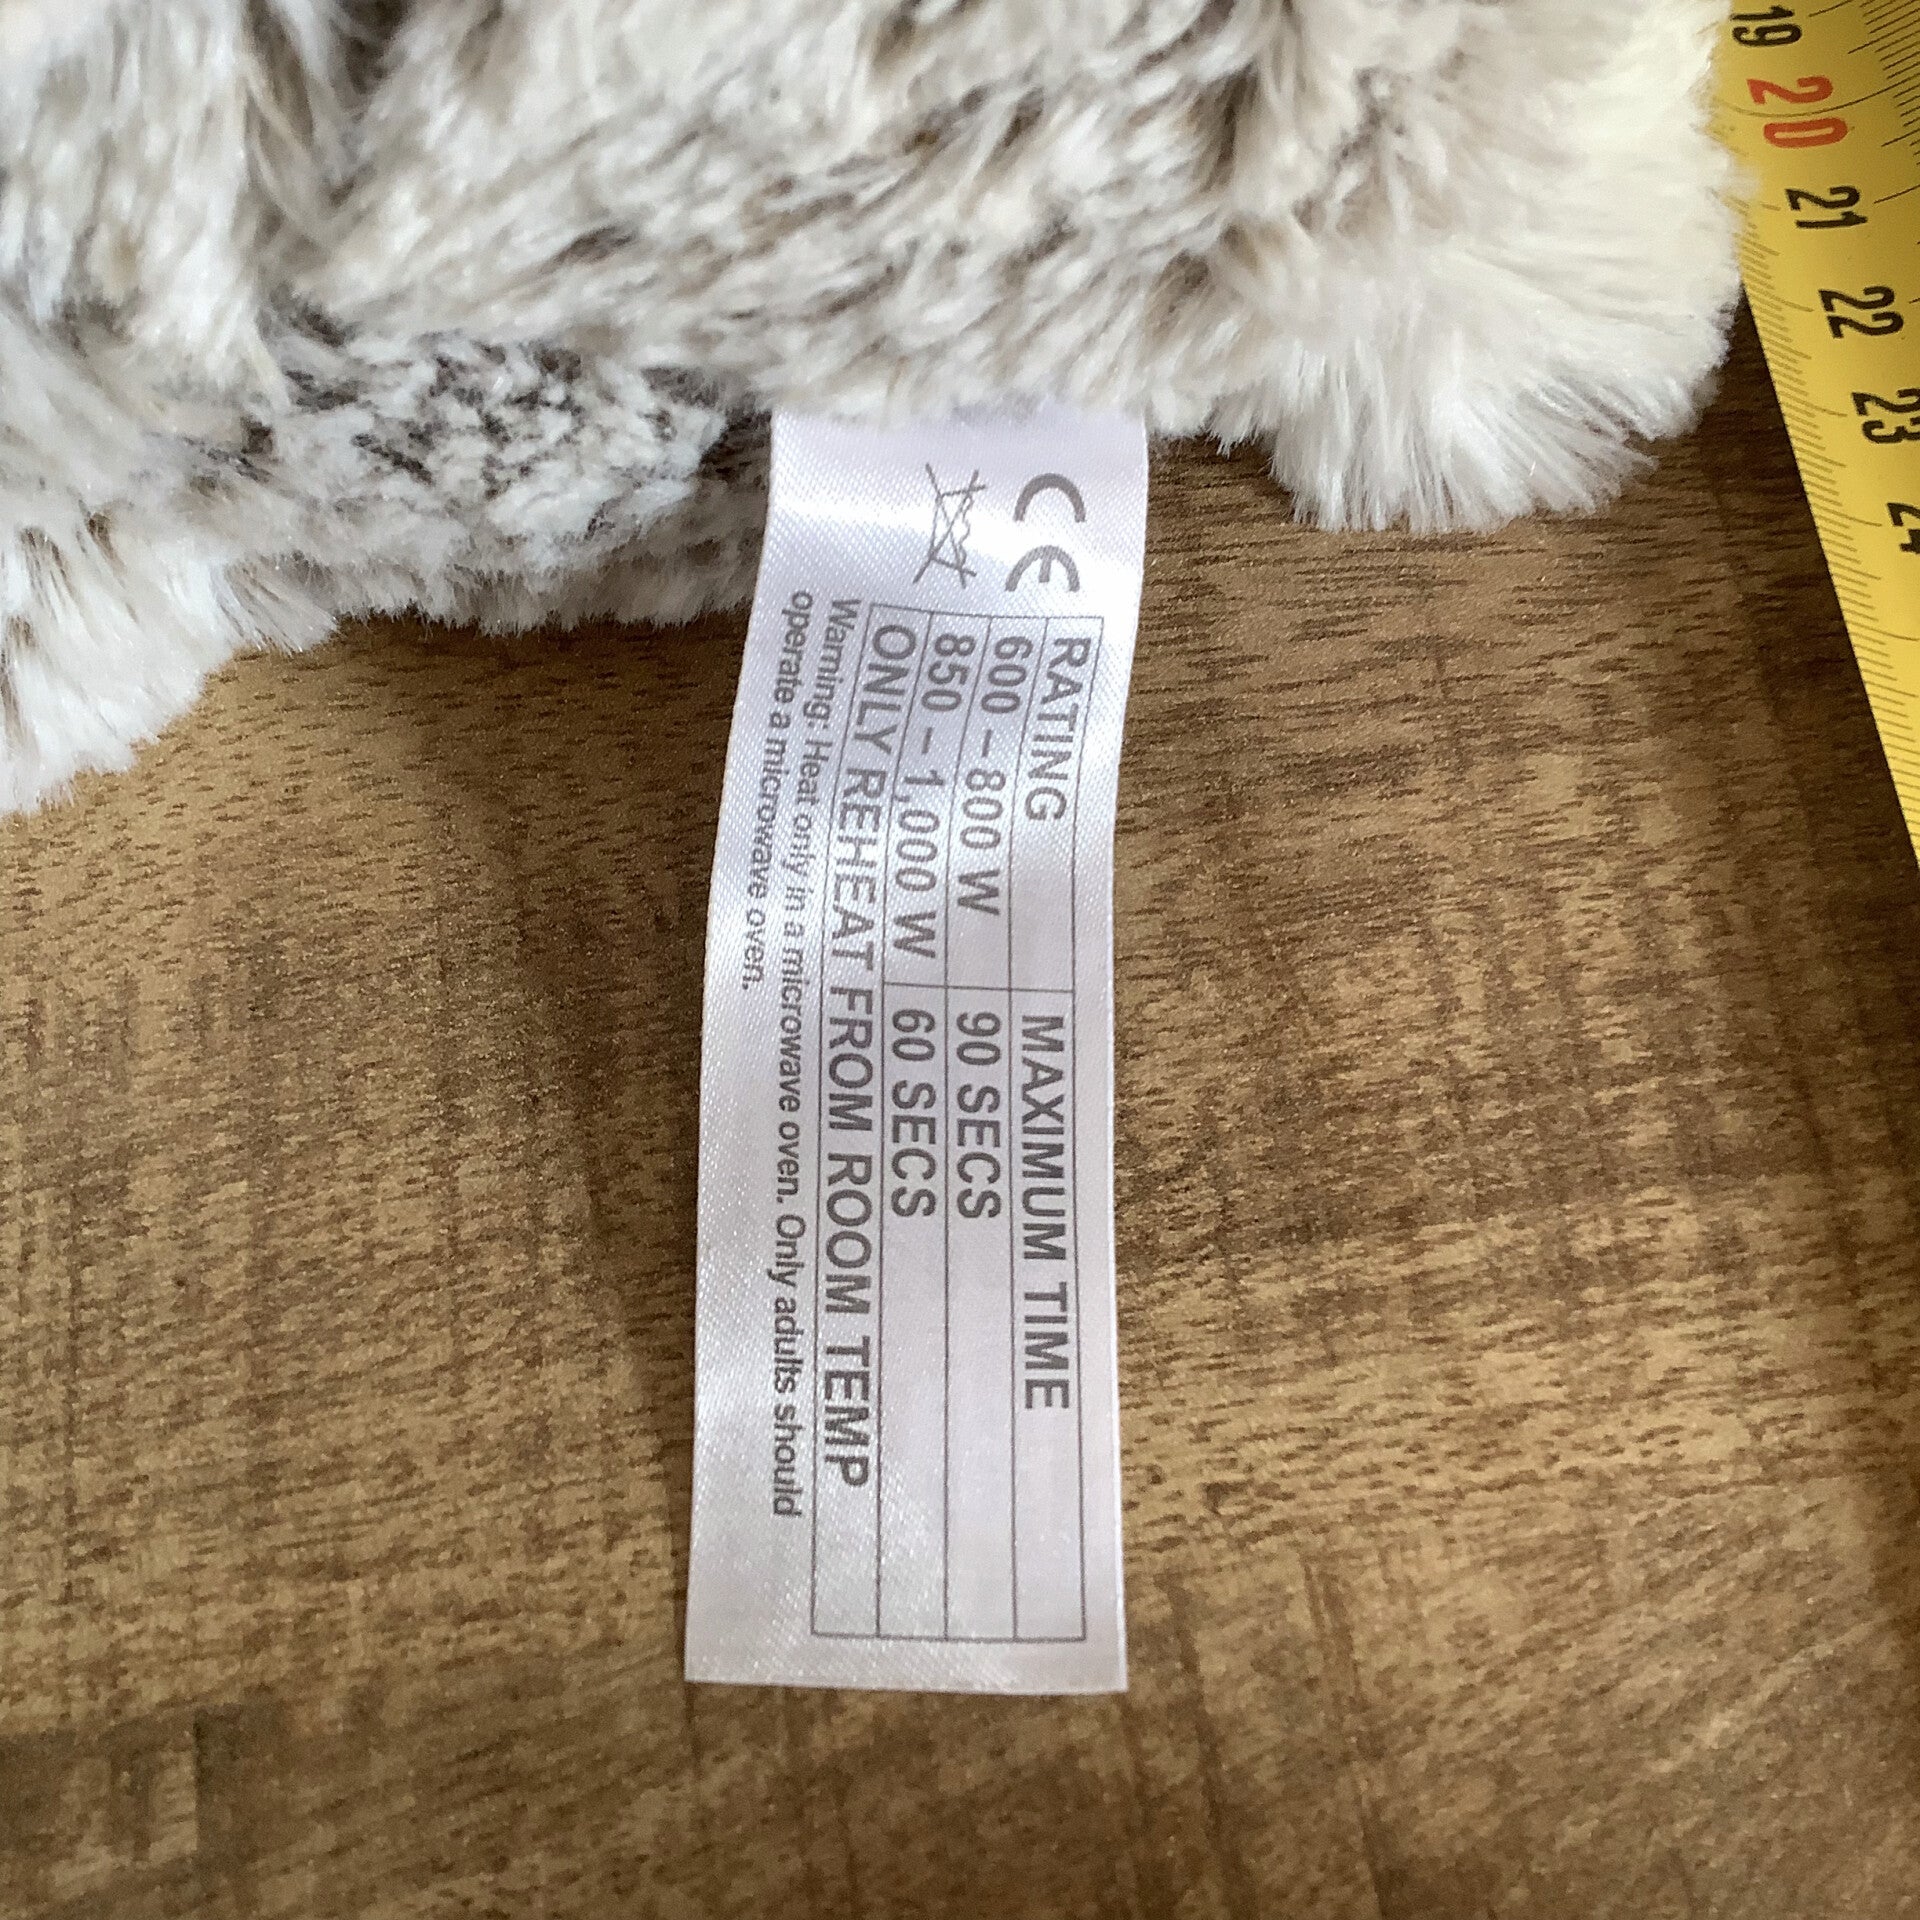 CE
RATING MAXIMUM TIME
600 – 800 W 90 SECS
850 – 1,000 W 60 SECS
ONLY REHEAT FROM ROOM TEMP
Warning: Heat only in a microwave oven. Only adults should
operate a microwave oven.
19
20
21
22
23
24